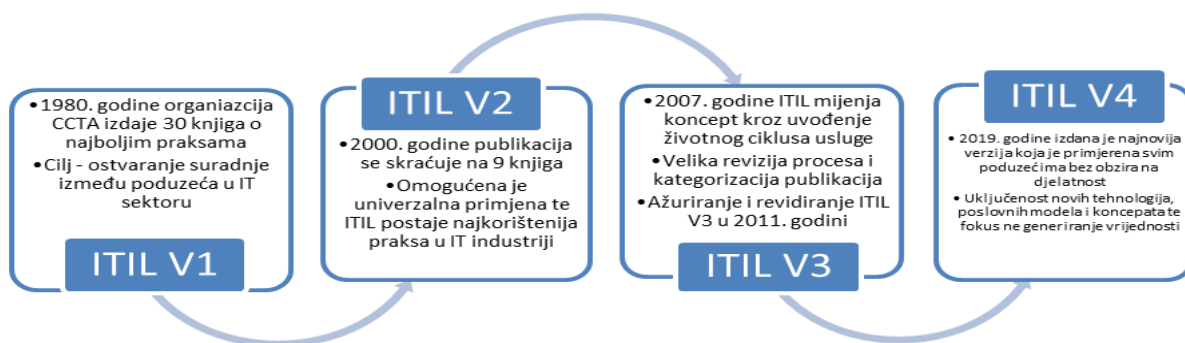 •1980. godine organiazcija
CCTA izdaje 30 knjiga o
najboljim praksama
•Cilj - ostvaranje suradnje
između poduzeća u IT
sektoru
ITIL V1
ITIL V2
•2000. godine publikacija
se skraćuje na 9 knjiga
•Omogućena je
univerzalna primjena te
ITIL postaje najkorištenija
praksa u IT industriji
•2007. godine ITIL mijenja
koncept kroz uvođenje
životnog ciklusa usluge
•Velika revizija procesa i
kategorizacija publikacija
•Ažuriranje i revidiranje ITIL
V3 u 2011. godini
ITIL V3
ITIL V4
•2019. godine izdana je najnovija
verzija koja je primjerena svim
poduzećima bez obzira na
djelatnost
•Uključenost novih tehnologija,
poslovnih modela i koncepata te
fokus ne generiranje vrijednosti